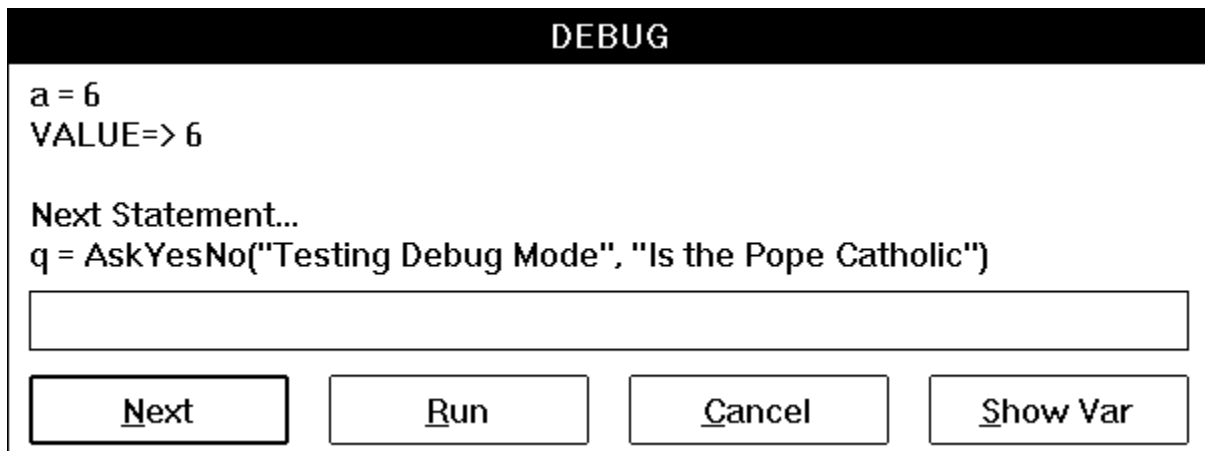 DEBUG
a = 6
VALUE=> 6
Next Statement...
q = AskYesNo("Testing Debug Mode", "Is the Pope Catholic")
Next Run Cancel Show Var